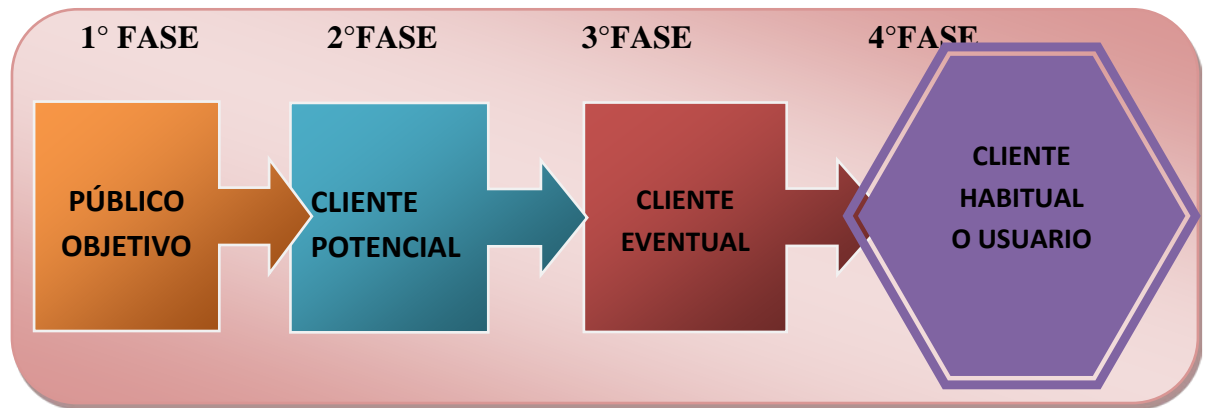 1° FASE 2°FASE 3°FASE 4°FASE
PÚBLICO
OBJETIVO
CLIENTE
POTENCIAL
CLIENTE
EVENTUAL
CLIENTE
HABITUAL
O USUARIO